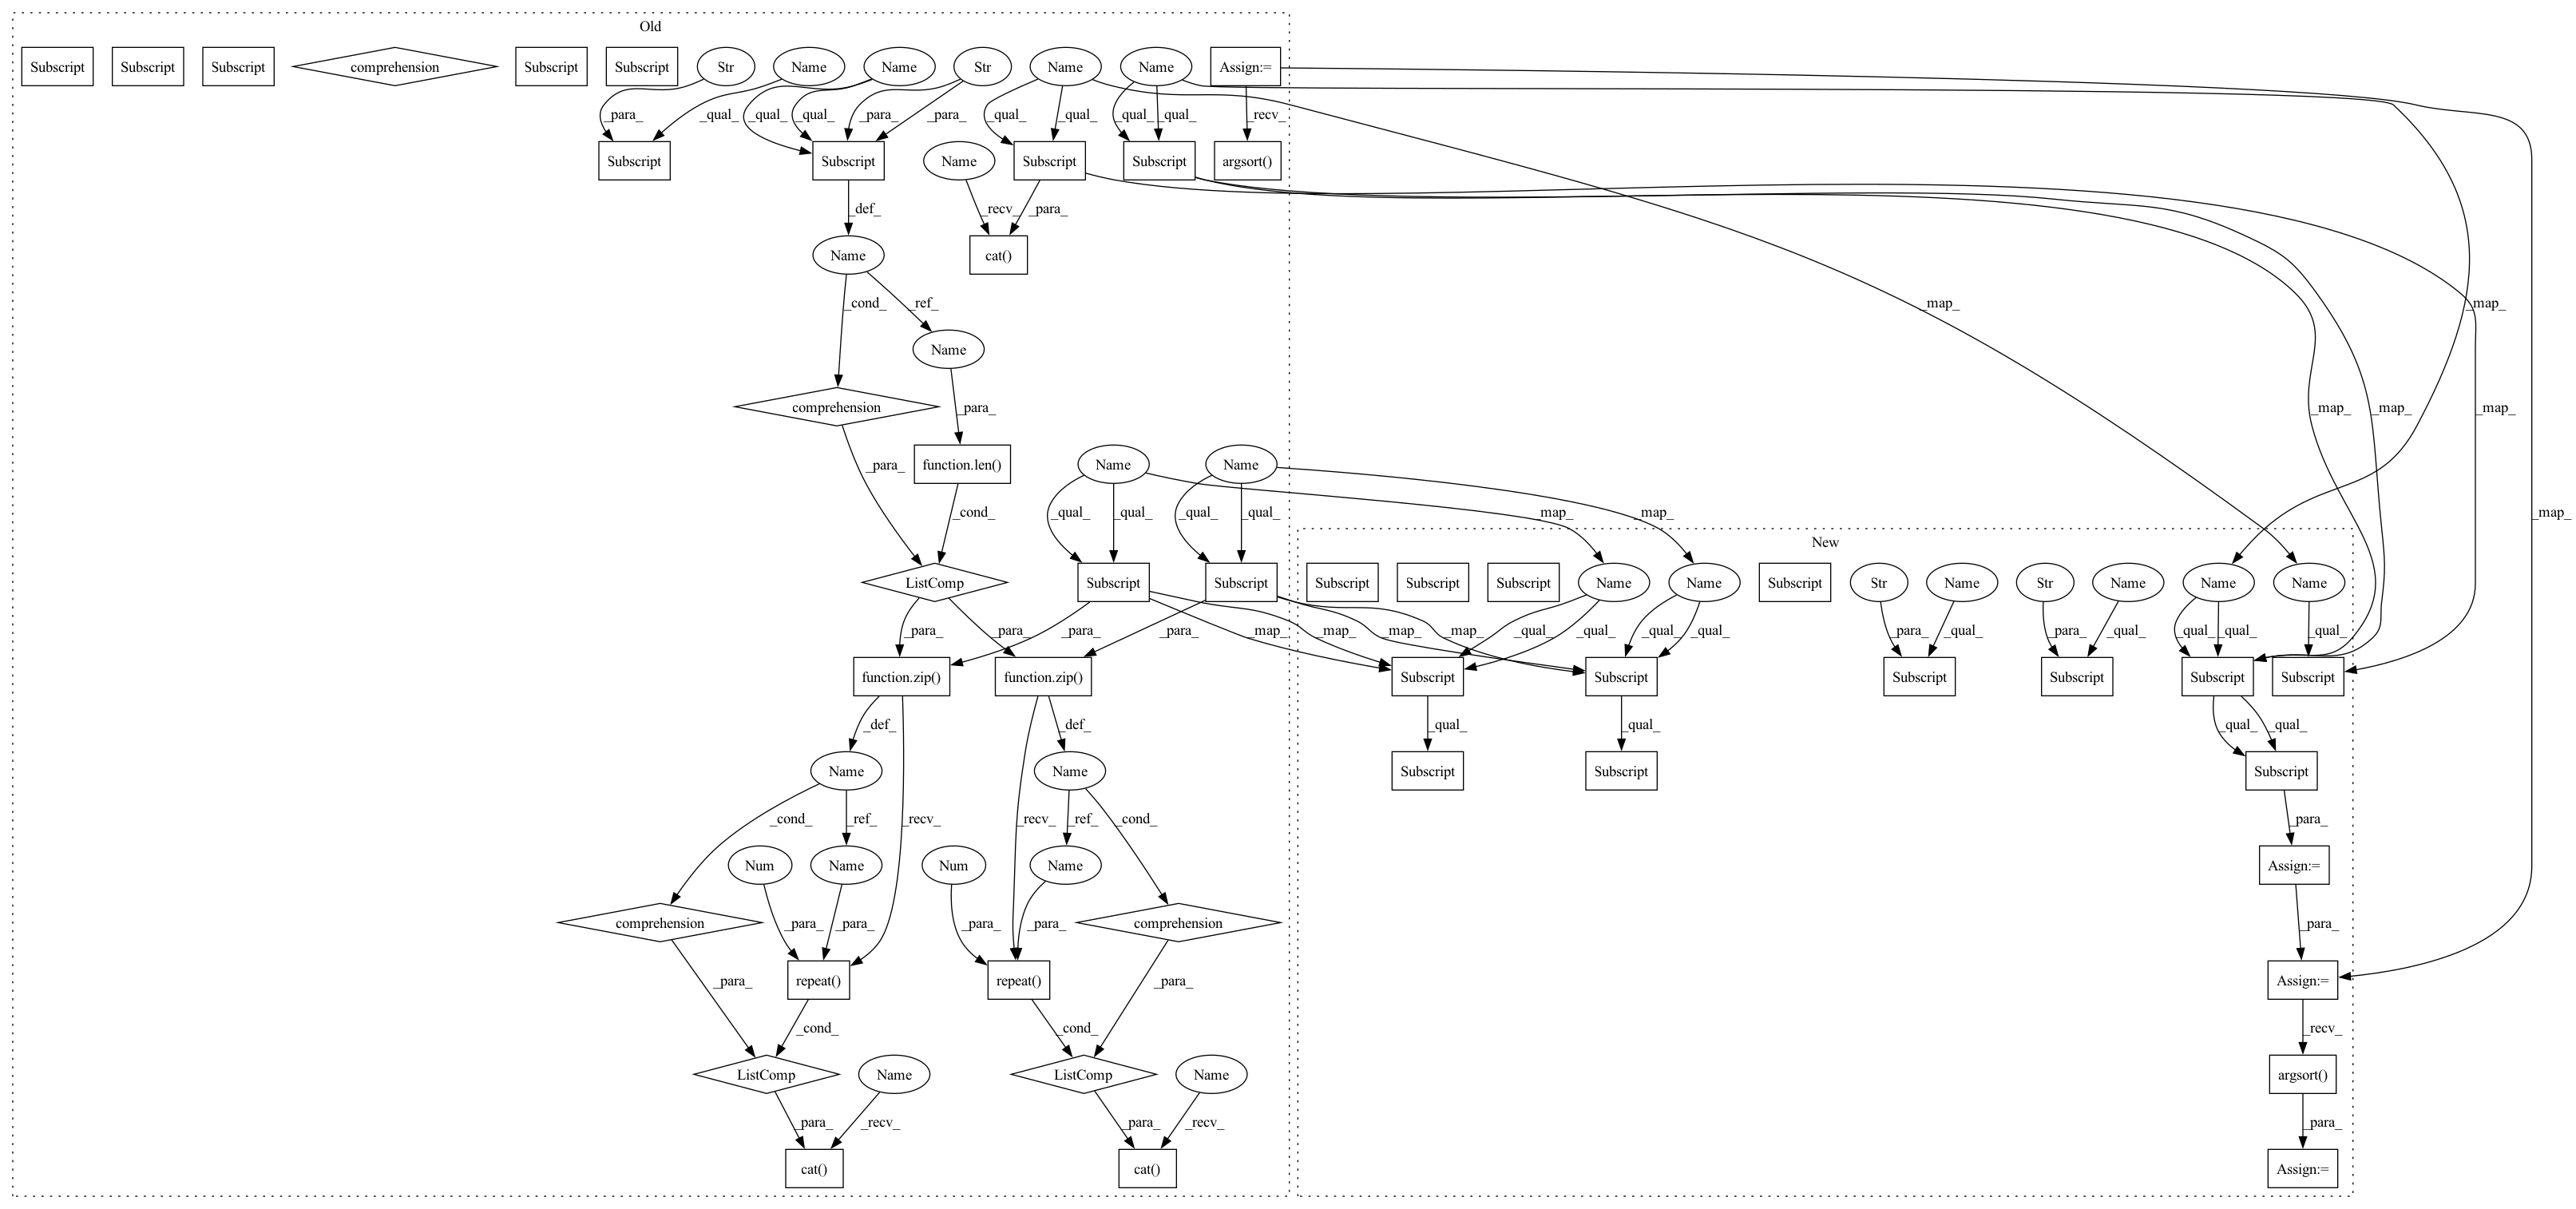 Old
Subscript Subscript Subscript comprehension Subscript Subscript Str Name Name Str Name Name Assign:=
_para_ _qual_ _qual_ _qual_ _para_ _para_ _qual_ _qual_ _qual_ _qual_ _recv_
Subscript Subscript Name Subscript Subscript argsort()
_def_ _recv_ _para_
Name cat()
_cond_ _ref_ _map_ _map_
Name
comprehension _para_ _map_ _map_ _map_
_para_ function.len() Name Name
_cond_ _qual_ _qual_ _qual_ _qual_ _map_ _map_ _map_
New
ListComp Subscript Subscript Subscript Subscript Subscript Name Name Subscript Str Name Str Name Name Name
_para_ _para_ _para_ _para_ _map_ _map_ _map_ _map_ _qual_ _qual_ _qual_ _qual_ _para_ _qual_ _para_ _qual_ _qual_ _qual_ _qual_
function.zip() function.zip() Subscript Subscript Subscript Subscript Subscript Subscript
_def_ _def_ _qual_ _qual_ _qual_ _qual_
Name Name Subscript Subscript Subscript
_cond_ _ref_ _recv_ _recv_ _ref_ _cond_ _para_
Num Name Num Name Assign:=
comprehension _para_ _para_ _para_ _para_ comprehension _para_
_para_ repeat() repeat() _para_ Assign:=
_cond_ _cond_ _recv_
ListComp Name ListComp Name argsort()
_para_ _recv_ _para_ _recv_ _para_
cat() cat() Assign:=